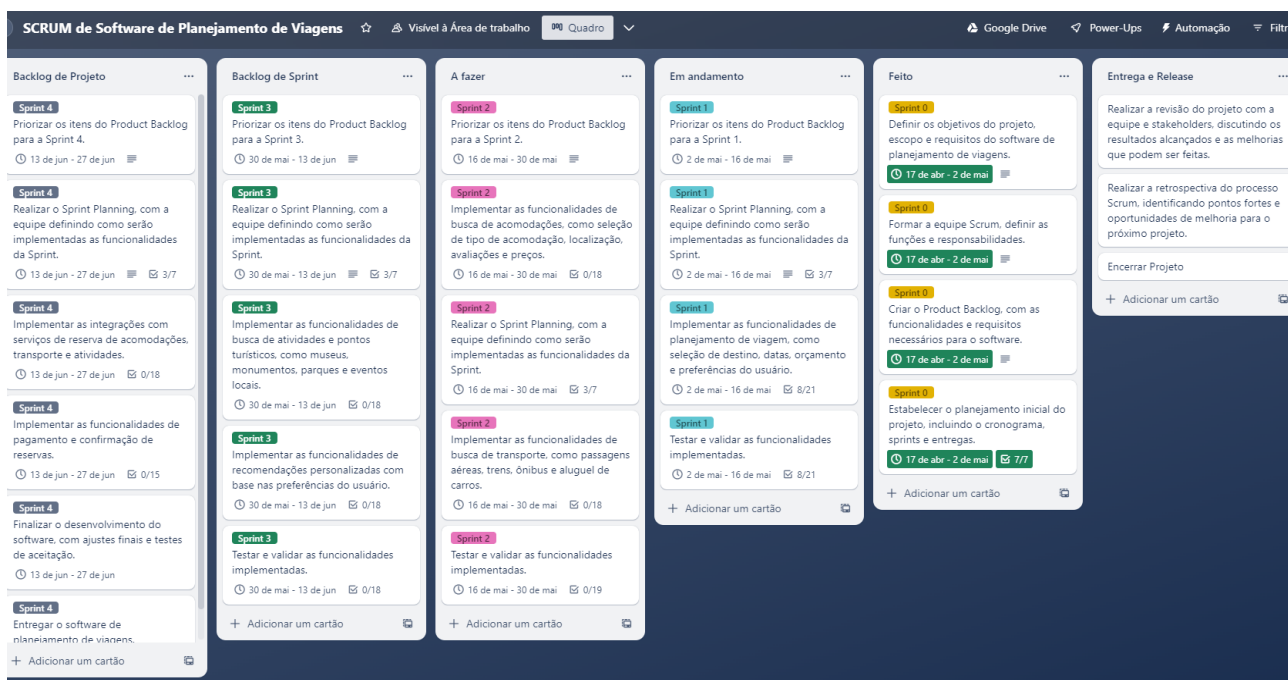 SCRUM de Software de Planejamento de Viagens
Visível à Área de trabalho
Quadro
Google Drive
Power-Ups
Automação
Filtr
Backlog de Projeto
Sprint 4
Priorizar os itens do Product Backlog
para a Sprint 4.
13 de jun - 27 de jun
Sprint 4
Realizar o Sprint Planning, com a
equipe definindo como serão
implementadas as funcionalidades
da Sprint.
13 de jun - 27 de jun 3/7
Sprint 4
Implementar as integrações com
serviços de reserva de acomodações,
transporte e atividades.
13 de jun - 27 de jun 0/18
Sprint 4
Implementar as funcionalidades de
pagamento e confirmação de
reservas.
13 de jun - 27 de jun 0/15
Sprint 4
Finalizar o desenvolvimento do
software, com ajustes finais e testes
de aceitação.
13 de jun - 27 de jun
Sprint 4
Entregar o software de
planejamento de viagens.
+ Adicionar um cartão
Backlog de Sprint
Sprint 3
Priorizar os itens do Product Backlog
para a Sprint 3.
30 de mai - 13 de jun
Sprint 3
Realizar o Sprint Planning, com a
equipe definindo como serão
implementadas as funcionalidades da
Sprint.
30 de mai - 13 de jun 3/7
Sprint 3
Implementar as funcionalidades de
busca de atividades e pontos
turísticos, como museus,
monumentos, parques e eventos
locais.
30 de mai - 13 de jun 0/18
Sprint 3
Implementar as funcionalidades de
recomendações personalizadas com
base nas preferências do usuário.
30 de mai - 13 de jun 0/18
Sprint 3
Testar e validar as funcionalidades
implementadas.
30 de mai - 13 de jun 0/18
+ Adicionar um cartão
A fazer
Sprint 2
Priorizar os itens do Product Backlog
para a Sprint 2.
16 de mai - 30 de mai
Sprint 2
Implementar as funcionalidades de
busca de acomodações, como seleção
de tipo de acomodação, localização,
avaliações e preços.
16 de mai - 30 de mai 0/18
Sprint 2
Realizar o Sprint Planning, com a
equipe definindo como serão
implementadas as funcionalidades da
Sprint.
16 de mai - 30 de mai 3/7
Sprint 2
Implementar as funcionalidades de
busca de transporte, como passagens
aéreas, trens, ônibus e aluguel de
carros.
16 de mai - 30 de mai 0/18
Sprint 2
Testar e validar as funcionalidades
implementadas.
16 de mai - 30 de mai 0/19
+ Adicionar um cartão
Em andamento
Sprint 1
Priorizar os itens do Product Backlog
para a Sprint 1.
2 de mai - 16 de mai
Sprint 1
Realizar o Sprint Planning, com a
equipe definindo como serão
implementadas as funcionalidades da
Sprint.
2 de mai - 16 de mai 3/7
Sprint 1
Implementar as funcionalidades de
planejamento de viagem, como
seleção de destino, datas, orçamento
e preferências do usuário.
2 de mai - 16 de mai 8/21
Sprint 1
Testar e validar as funcionalidades
implementadas.
2 de mai - 16 de mai 8/21
+ Adicionar um cartão
Feito
Sprint 0
Definir os objetivos do projeto,
escopo e requisitos do software de
planejamento de viagens.
17 de abr - 2 de mai
Sprint 0
Formar a equipe Scrum, definir as
funções e responsabilidades.
17 de abr - 2 de mai
Sprint 0
Criar o Product Backlog, com as
funcionalidades e requisitos
necessários para o software.
17 de abr - 2 de mai
Sprint 0
Estabelecer o planejamento inicial do
projeto, incluindo o cronograma,
sprints e entregas.
17 de abr - 2 de mai 7/7
+ Adicionar um cartão
Entrega e Release
Realizar a revisão do projeto com a
equipe e stakeholders, discutindo os
resultados alcançados e as melhorias
que podem ser feitas.
Realizar a retrospectiva do processo
Scrum, identificando pontos fortes e
oportunidades de melhoria para o
próximo projeto.
Encerrar Projeto
+ Adicionar um cartão